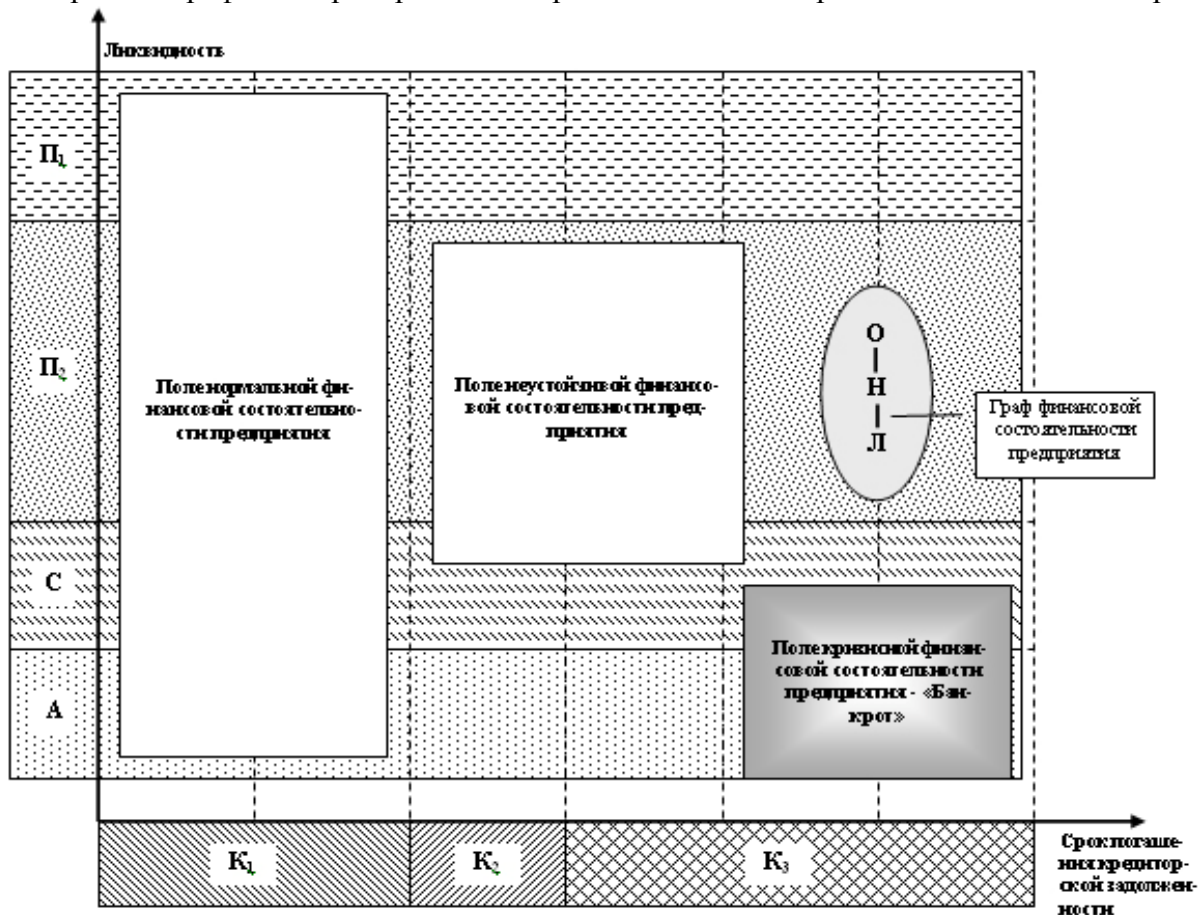 Ликвидность
П1
П2
С
А
Поле нормальной фи-
нансовой состоятельно-
сти предприятия
Поле неустойчивой финансо-
вой состоятельности пред-
приятия
О
Н
Л
Граф финансовой
состоятельности
предприятия
Поле кризисной финан-
совой состоятельности
предприятия - «Бан-
крот»
К1
К2
К3
Срок погаше-
ния кредитор-
ской задолжен-
ности